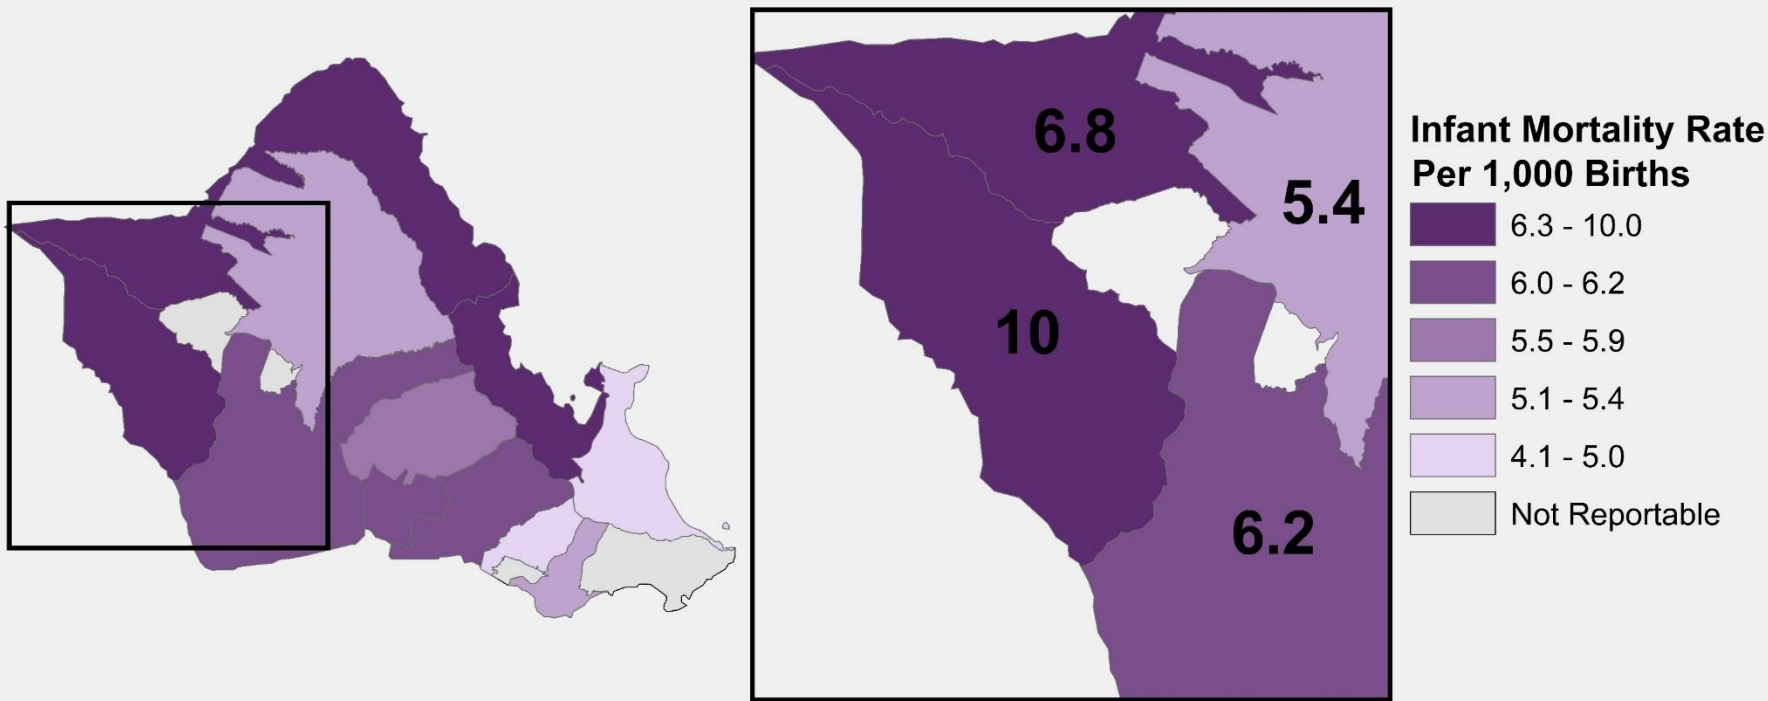 6.8
5.4
10
6.2
Infant Mortality Rate
Per 1,000 Births
6.3 - 10.0
6.0 - 6.2
5.5 - 5.9
5.1 - 5.4
4.1 - 5.0
Not Reportable